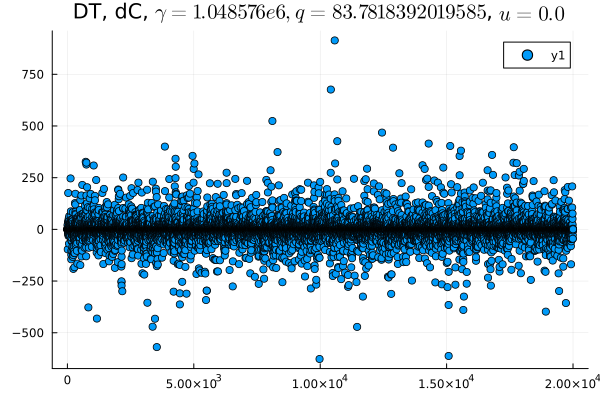 DT, dC, γ = 1.048576e6, q = 83.7818392019585, u = 0.0
y1
750
500
250
0
−250
−500
0 5.00×10³ 1.00×10⁴ 1.50×10⁴ 2.00×10⁴